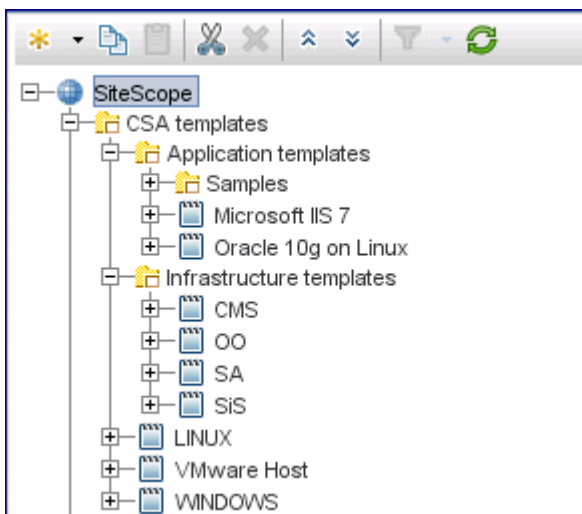 SiteScope
CSA templates
Application templates
Samples
Microsoft IIS 7
Oracle 10g on Linux
Infrastructure templates
CMS
OO
SA
SiS
LINUX
VMware Host
WINDOWS